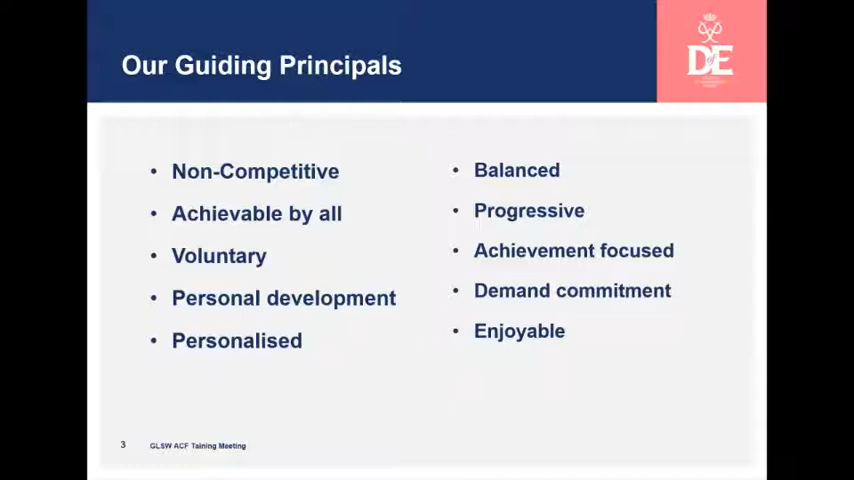 Our Guiding Principals
DofE
• Non-Competitive
• Achievable by all
• Voluntary
• Personal development
• Personalised
• Balanced
• Progressive
• Achievement focused
• Demand commitment
• Enjoyable
3 GLSW ACF Taining Meeting